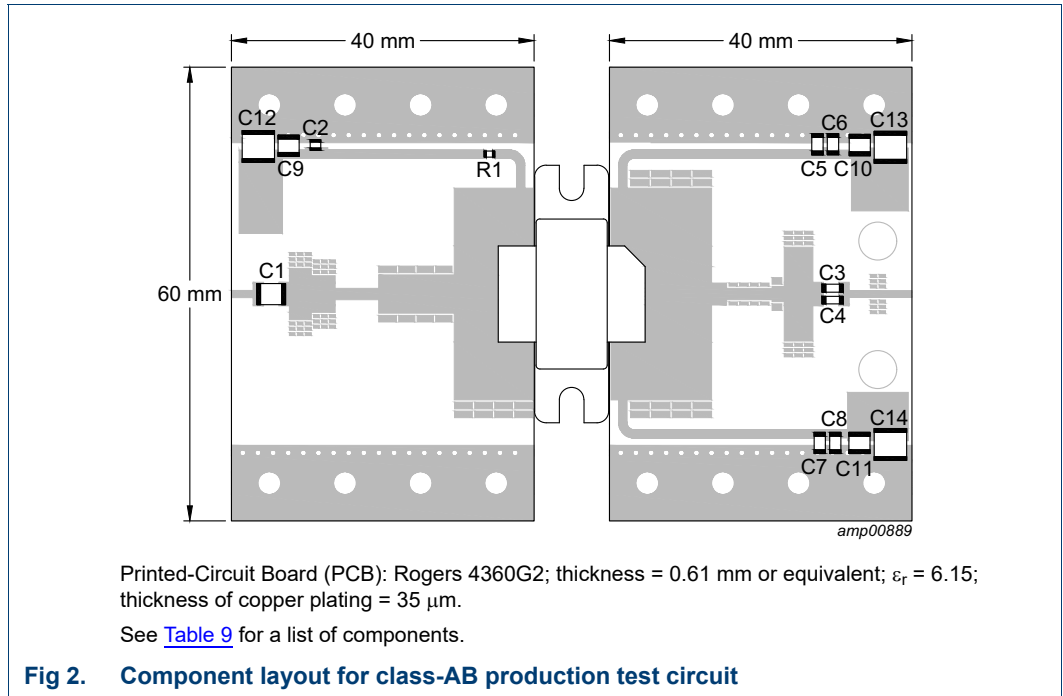 40 mm
40 mm
C12
C2
C6
C13
C9
R1
C5
C10
C1
C3
60 mm
C4
C8
C14
C7
C11
amp00889
Printed-Circuit Board (PCB): Rogers 4360G2; thickness = 0.61 mm or equivalent; εr = 6.15;
thickness of copper plating = 35 μm.
See Table 9 for a list of components.
Fig 2. Component layout for class-AB production test circuit